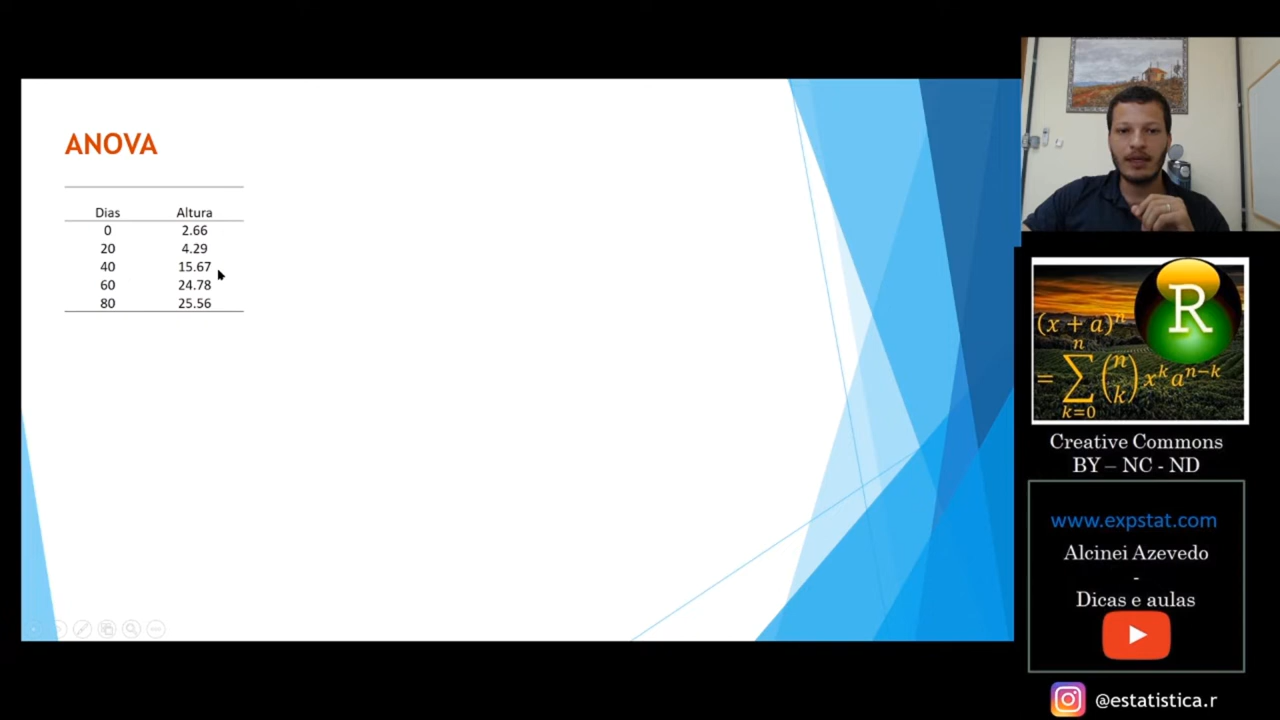 ANOVA
Dias Altura
0 2.66
20 4.29
40 15.67
60 24.78
80 25.56
R
(x + a)^n
n
= ∑ (n k) x^k a^{n−k}
k=0
Creative Commons
BY – NC - ND
www.expstat.com
Alcinei Azevedo
-
Dicas e aulas
@estatistica.r